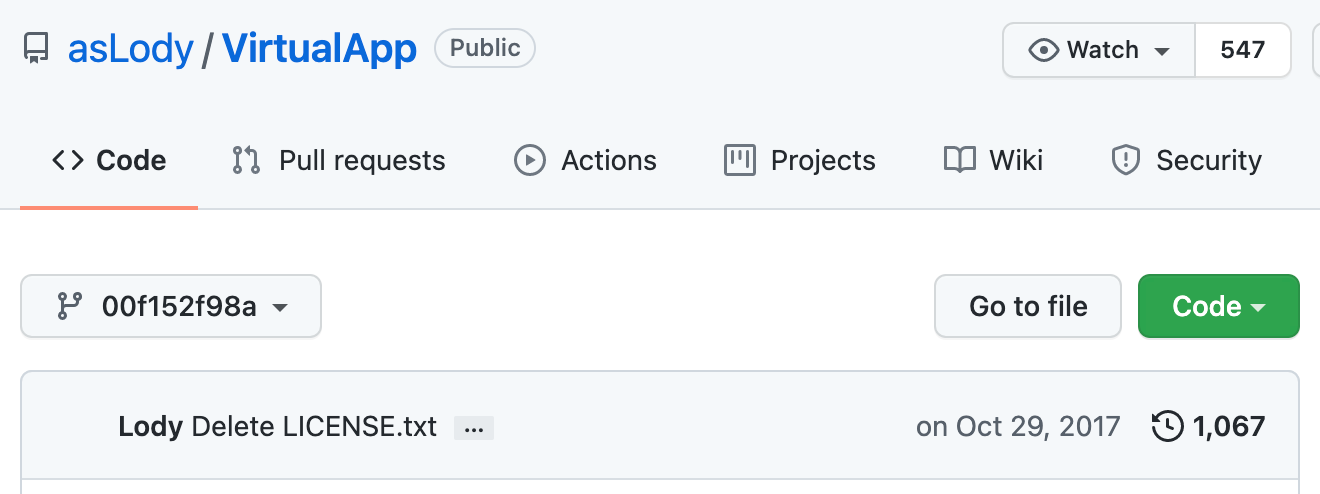 asLody / VirtualApp Public Watch 547
Code Pull requests Actions Projects Wiki Security
00f152f98a Go to file Code
Lody Delete LICENSE.txt ... on Oct 29, 2017 1,067